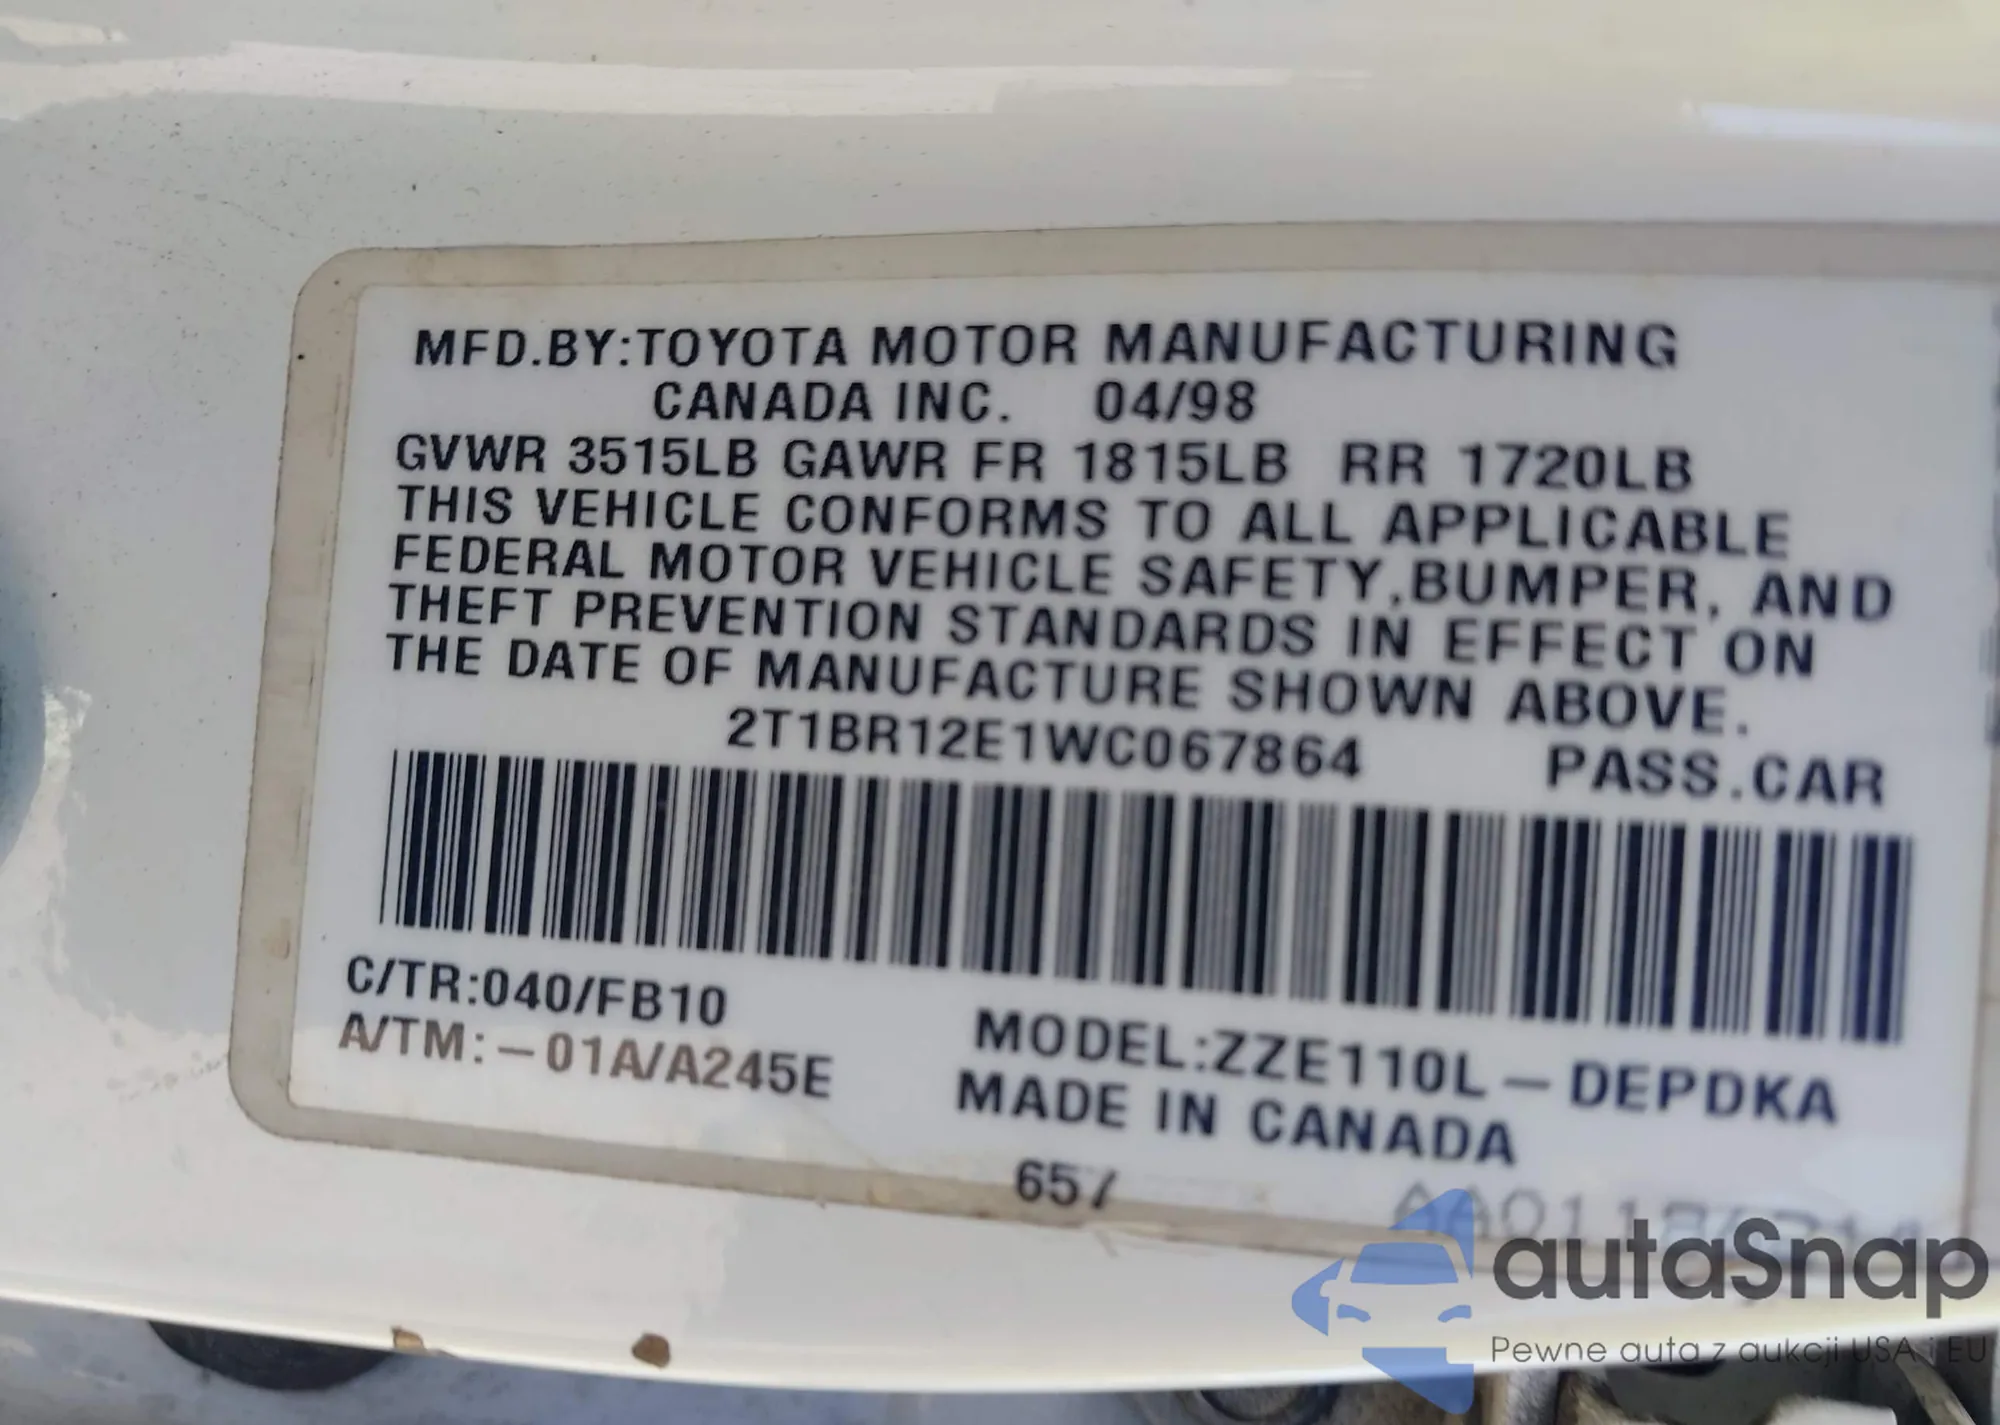 MFD.BY:TOYOTA MOTOR MANUFACTURING
CANADA INC. 04/98
GVWR 3515LB GAWR FR 1815LB RR 1720LB
THIS VEHICLE CONFORMS TO ALL APPLICABLE
FEDERAL MOTOR VEHICLE SAFETY,BUMPER, AND
THEFT PREVENTION STANDARDS IN EFFECT ON
THE DATE OF MANUFACTURE SHOWN ABOVE.
2T1BR12E1WC067864 PASS.CAR
C/TR:040/FB10
A/TM:-01A/A245E
MODEL:ZZE110L-DEPDKA
MADE IN CANADA
autaSnap
Pewne auta z aukcji USA i EU